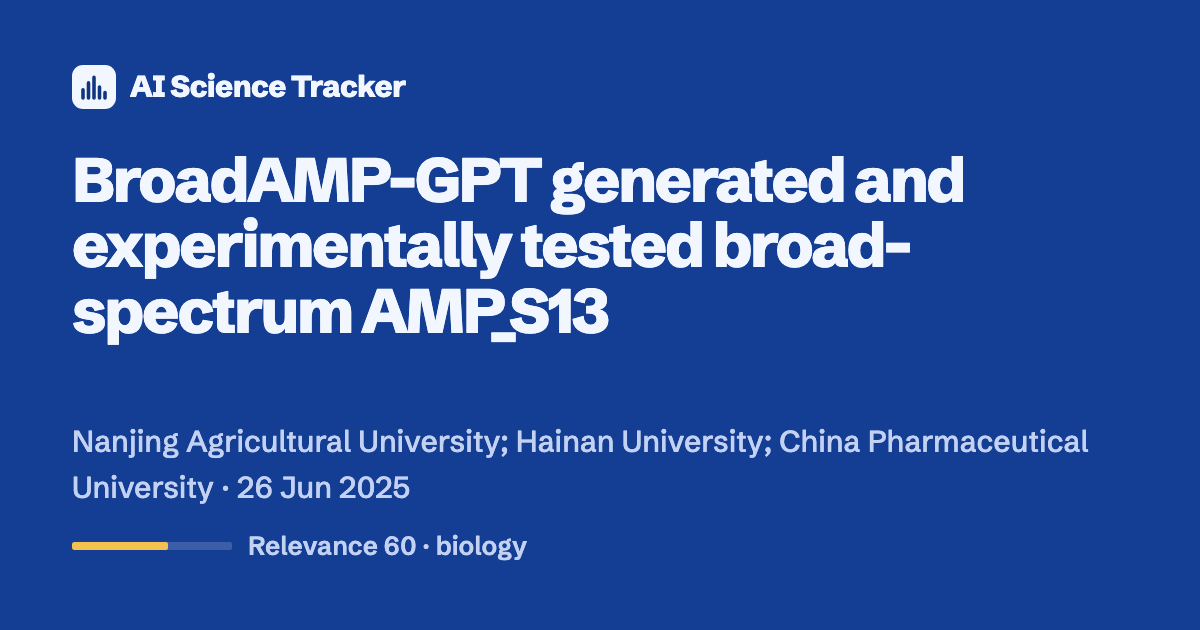 AI Science Tracker
BroadAMP-GPT generated and
experimentally tested broad-
spectrum AMP_S13
Nanjing Agricultural University; Hainan University; China Pharmaceutical
University · 26 Jun 2025
Relevance 60 · biology